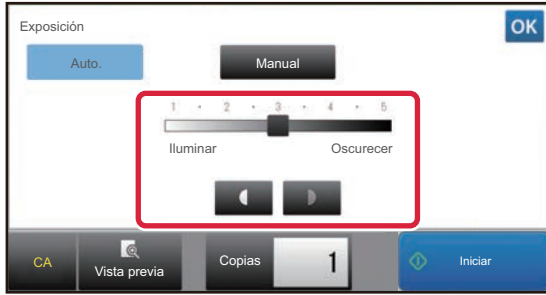 Exposición
OK
Auto.
Manual
1 • 2 • 3 • 4 • 5
Iluminar
Oscurecer
CA
Vista previa
Copias
1
Iniciar